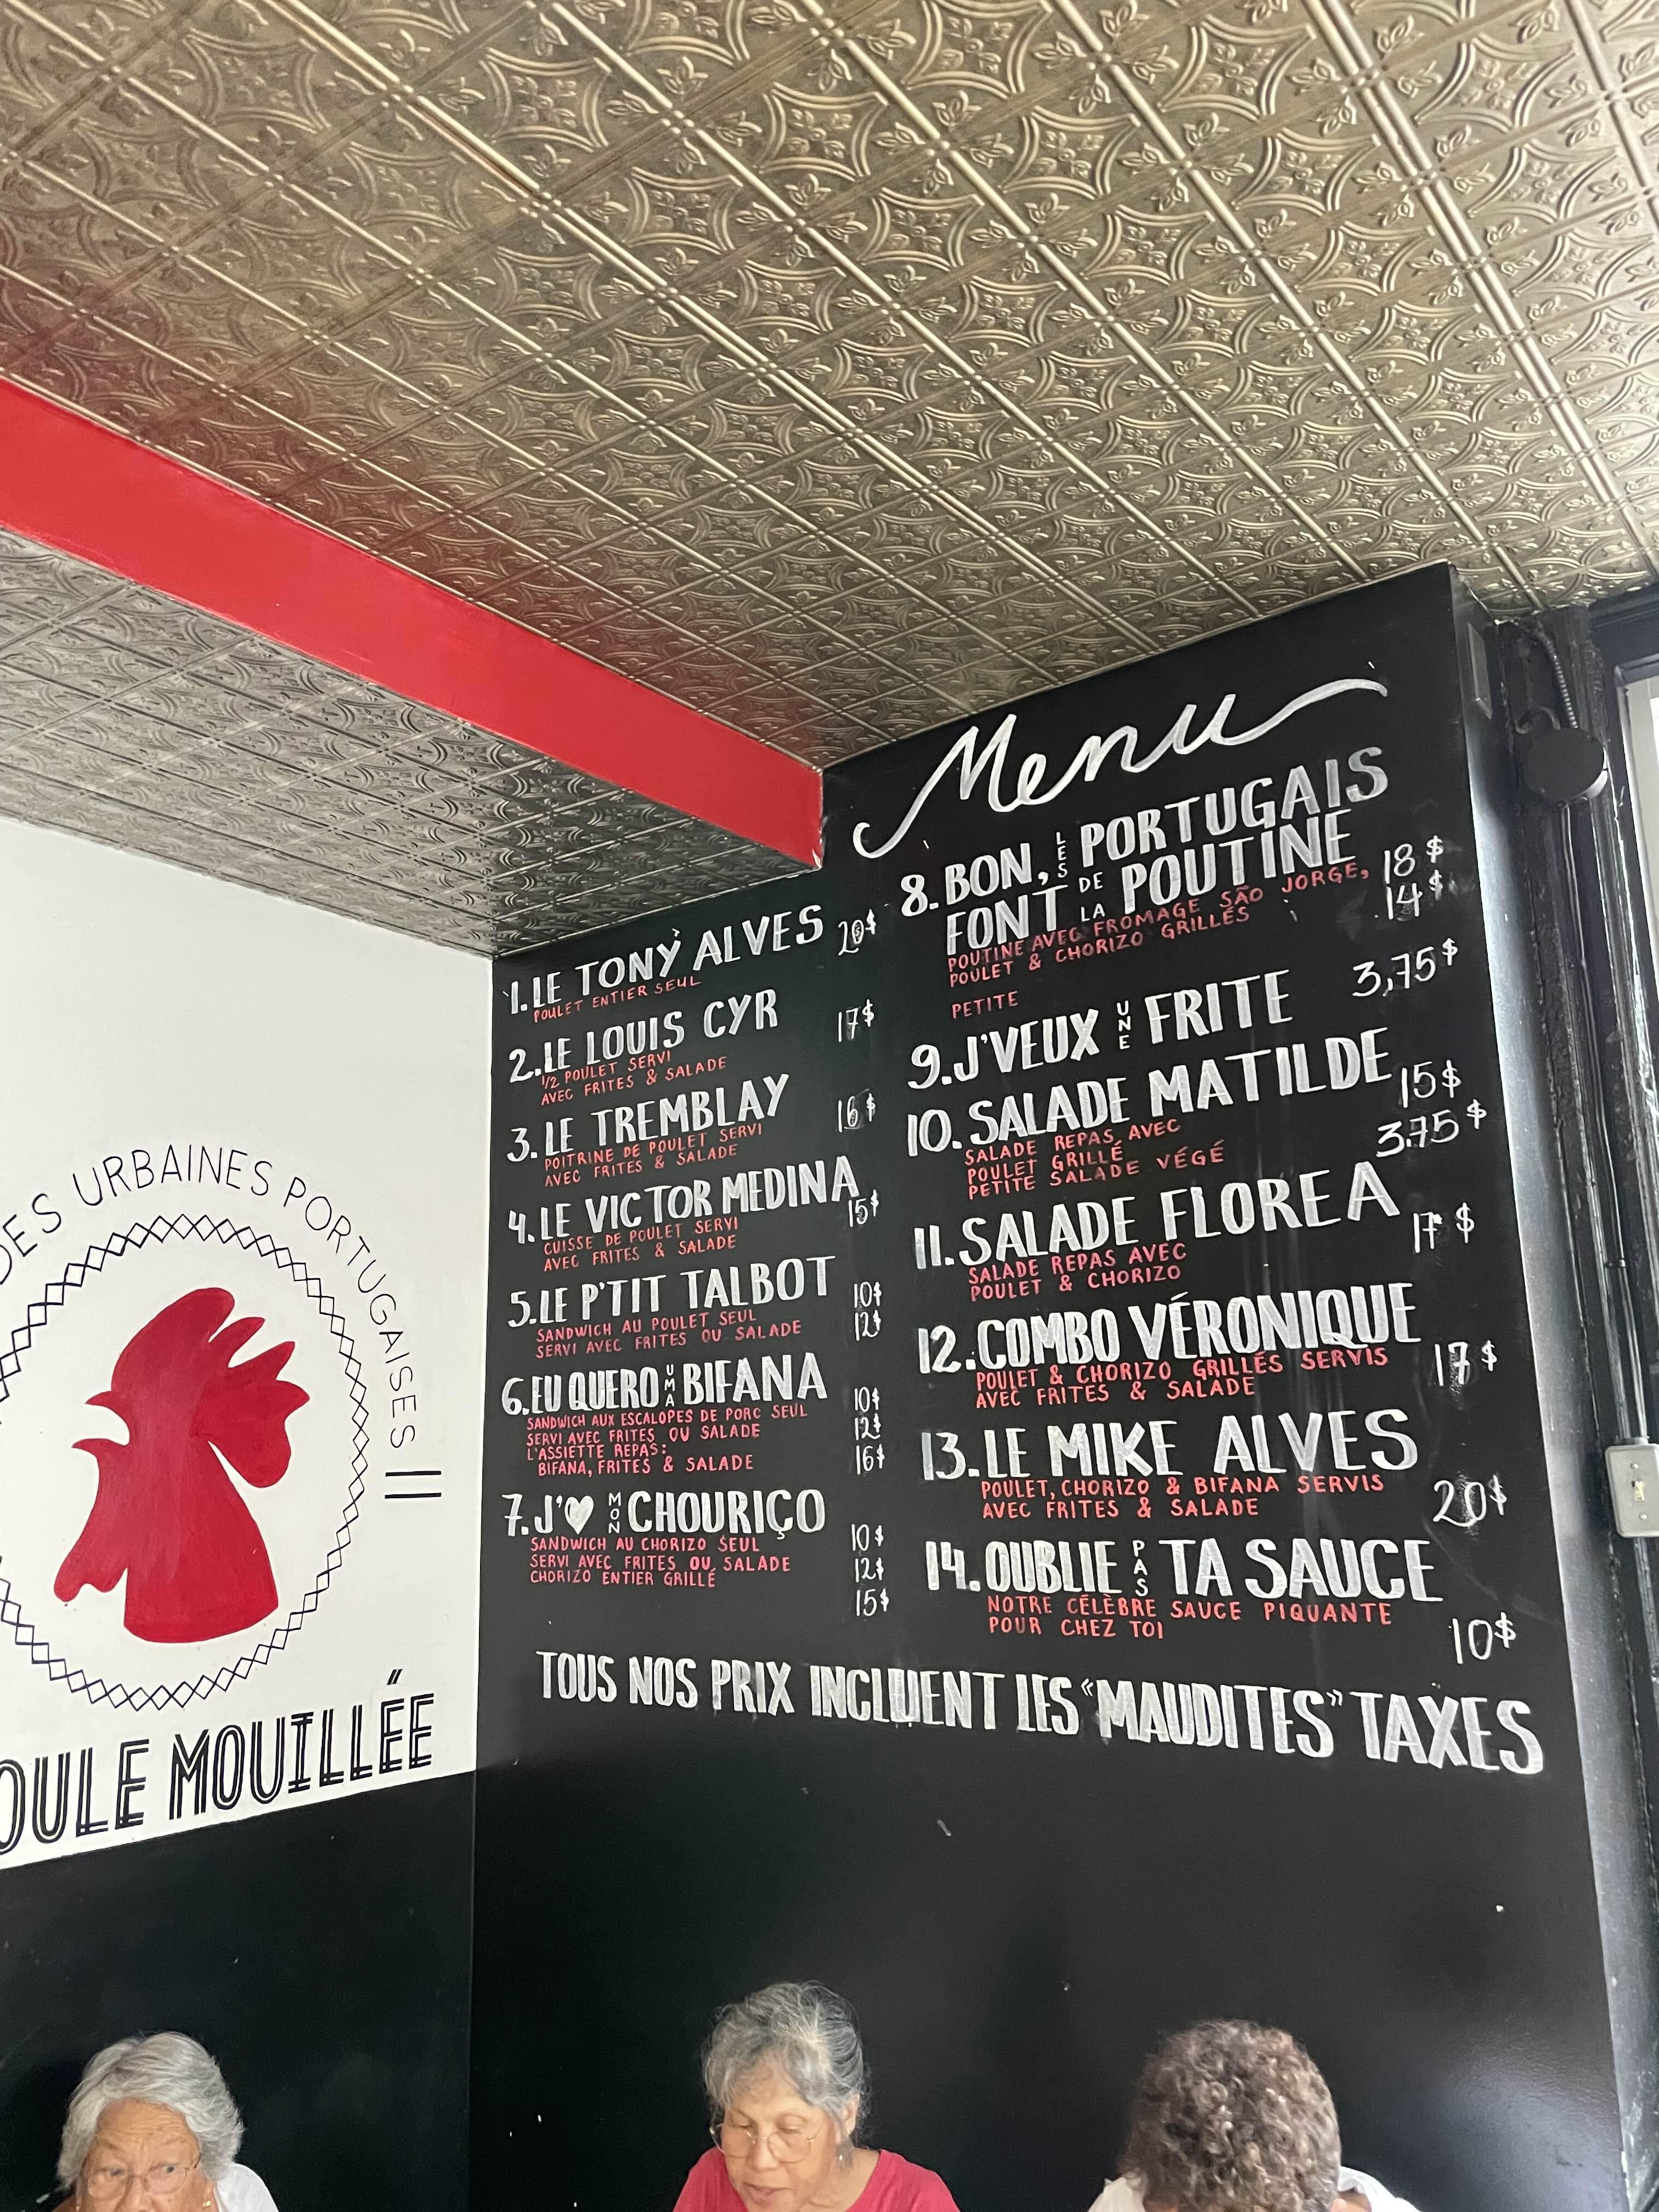 DES URBAINES PORTUGAISES
OULE MOUILLÉE
Menu
1. LE TONY ALVES 20$
POULET ENTIER SEUL
2. LE LOUIS CYR 17$
1/2 POULET SERVI
AVEC FRITES & SALADE
3. LE TREMBLAY 16$
POITRINE DE POULET SERVI
AVEC FRITES & SALADE
4. LE VICTOR MEDINA 15$
CUISSE DE POULET SERVI
AVEC FRITES & SALADE
5. LE P'TIT TALBOT
SANDWICH AU POULET SEUL 10$
SERVI AVEC FRITES OU SALADE 12$
6. EU QUERO UMA BIFANA
SANDWICH AUX ESCALOPES DE PORC SEUL 10$
SERVI AVEC FRITES OU SALADE 12$
L'ASSIETTE REPAS:
BIFANA, FRITES & SALADE 16$
7. J'♥ MON CHOURIÇO
SANDWICH AU CHORIZO SEUL 10$
SERVI AVEC FRITES OU SALADE 12$
CHORIZO ENTIER GRILLÉ 15$
8. BON, LES PORTUGAIS
FONT DE LA POUTINE 18$
POUTINE AVEC FROMAGE SÃO JORGE, 14$
POULET & CHORIZO GRILLÉS
PETITE
9. J'VEUX UNE FRITE 3,75$
10. SALADE MATILDE 15$
SALADE REPAS AVEC
POULET GRILLÉ
PETITE SALADE VÉGÉ 3.75$
11. SALADE FLOREA 17$
SALADE REPAS AVEC
POULET & CHORIZO
12. COMBO VÉRONIQUE
POULET & CHORIZO GRILLÉS SERVIS 17$
AVEC FRITES & SALADE
13. LE MIKE ALVES
POULET, CHORIZO & BIFANA SERVIS
AVEC FRITES & SALADE 20$
14. OUBLIE PAS TA SAUCE
NOTRE CÉLÈBRE SAUCE PIQUANTE
POUR CHEZ TOI 10$
TOUS NOS PRIX INCLUENT LES "MAUDITES" TAXES